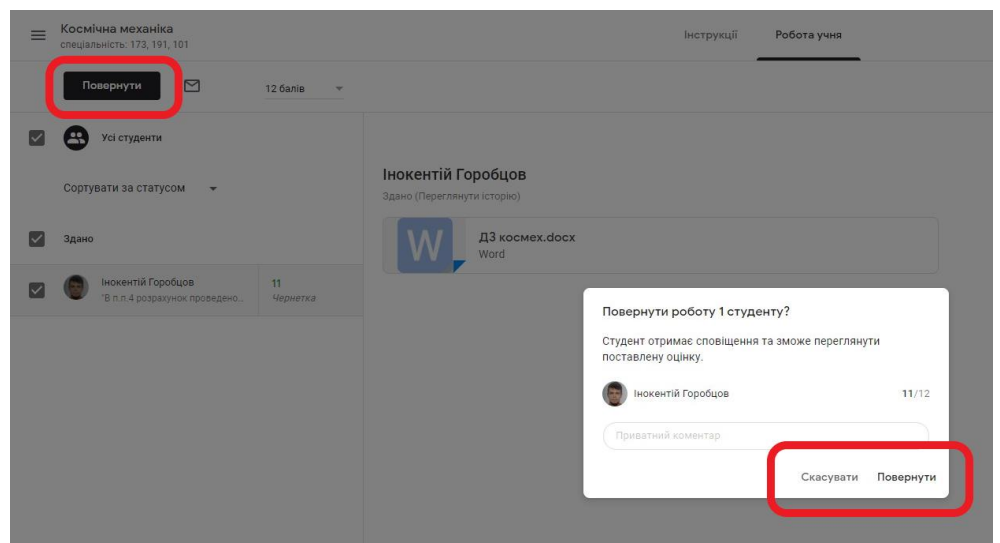 Космічна механіка
спеціальність: 173, 191, 101
Інструкції
Робота учня
Повернути
12 балів
Усі студенти
Сортувати за статусом
Здано
Інокентій Горобцов
"В п.п.4 розрахунок проведено...
11
Чернетка
Інокентій Горобцов
Здано (Переглянути історію)
W
ДЗ космех.docx
Word
Повернути роботу 1 студенту?
Студент отримає сповіщення та зможе переглянути
поставлену оцінку.
Інокентій Горобцов
11/12
Приватний коментар
Скасувати
Повернути